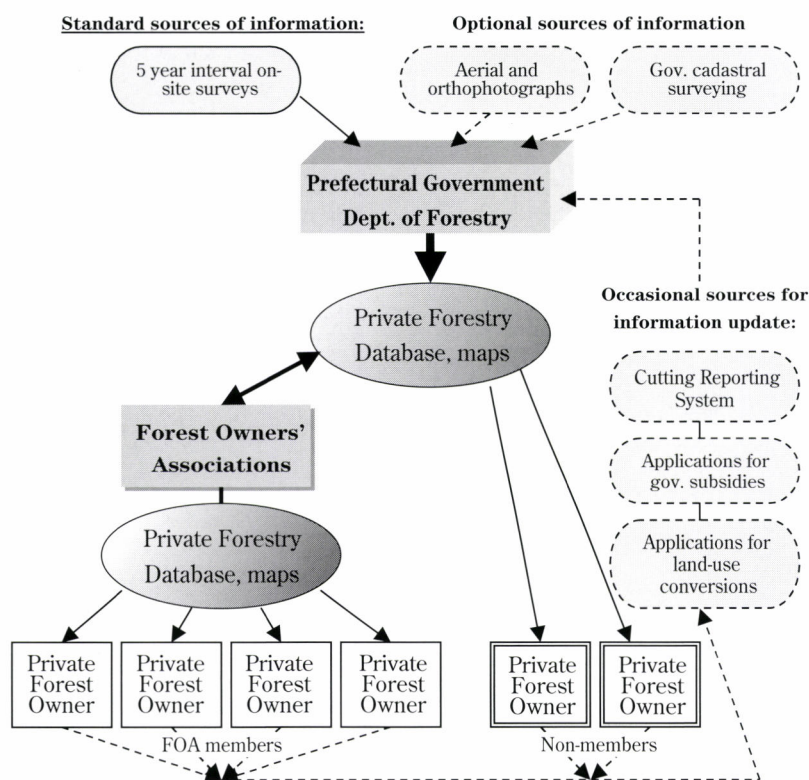 Standard sources of information:
Optional sources of information
5 year interval on-
site surveys
Aerial and
orthophotographs
Gov. cadastral
surveying
Prefectural Government
Dept. of Forestry
Occasional sources for
information update:
Private Forestry
Database, maps
Cutting Reporting
System
Forest Owners'
Associations
Applications for
gov. subsidies
Private Forestry
Database, maps
Applications for
land-use
conversions
Private
Forest
Owner
Private
Forest
Owner
Private
Forest
Owner
Private
Forest
Owner
Private
Forest
Owner
Private
Forest
Owner
FOA members
Non-members